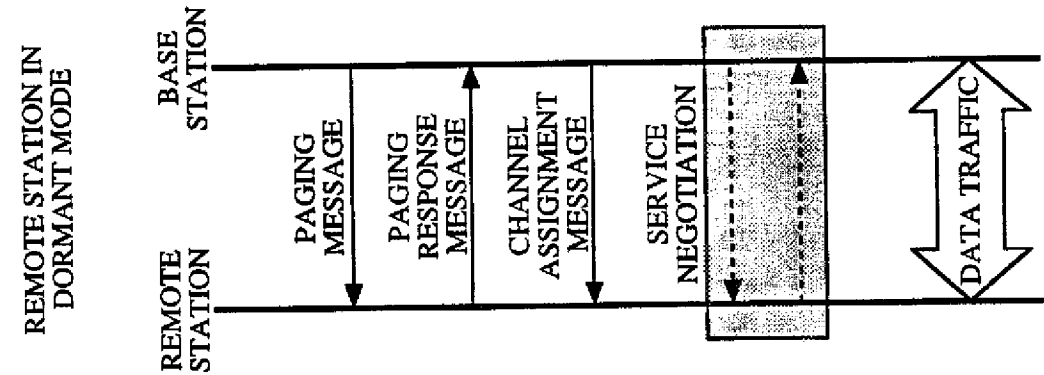 REMOTE STATION IN
DORMANT MODE
BASE
STATION
REMOTE
STATION
PAGING
MESSAGE
PAGING
RESPONSE
MESSAGE
CHANNEL
ASSIGNMENT
MESSAGE
SERVICE
NEGOTIATION
DATA TRAFFIC